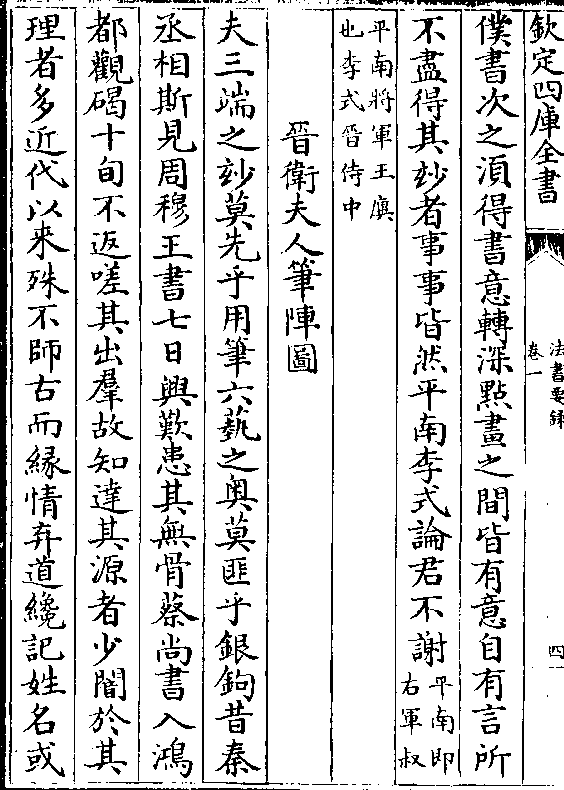 欽定四庫全書
法書要録
卷一
四
僕書次之湏得書意轉深點畫之間皆有意自有言所
不盡得其玅者事事皆然平南李式論君不謝平南即
右軍叔
平南將軍王廙
也李式晉侍中
晉衛夫人筆陣圖
夫三端之玅莫先乎用筆六藝之奥莫匪乎銀鉤昔秦
丞相斯見周穆王書七日興歎患其無骨蔡尚書入鴻
都觀碣十旬不返嗟其出羣故知達其源者少闇於其
理者多近代以来殊不師古而縁情弃道纔記姓名或